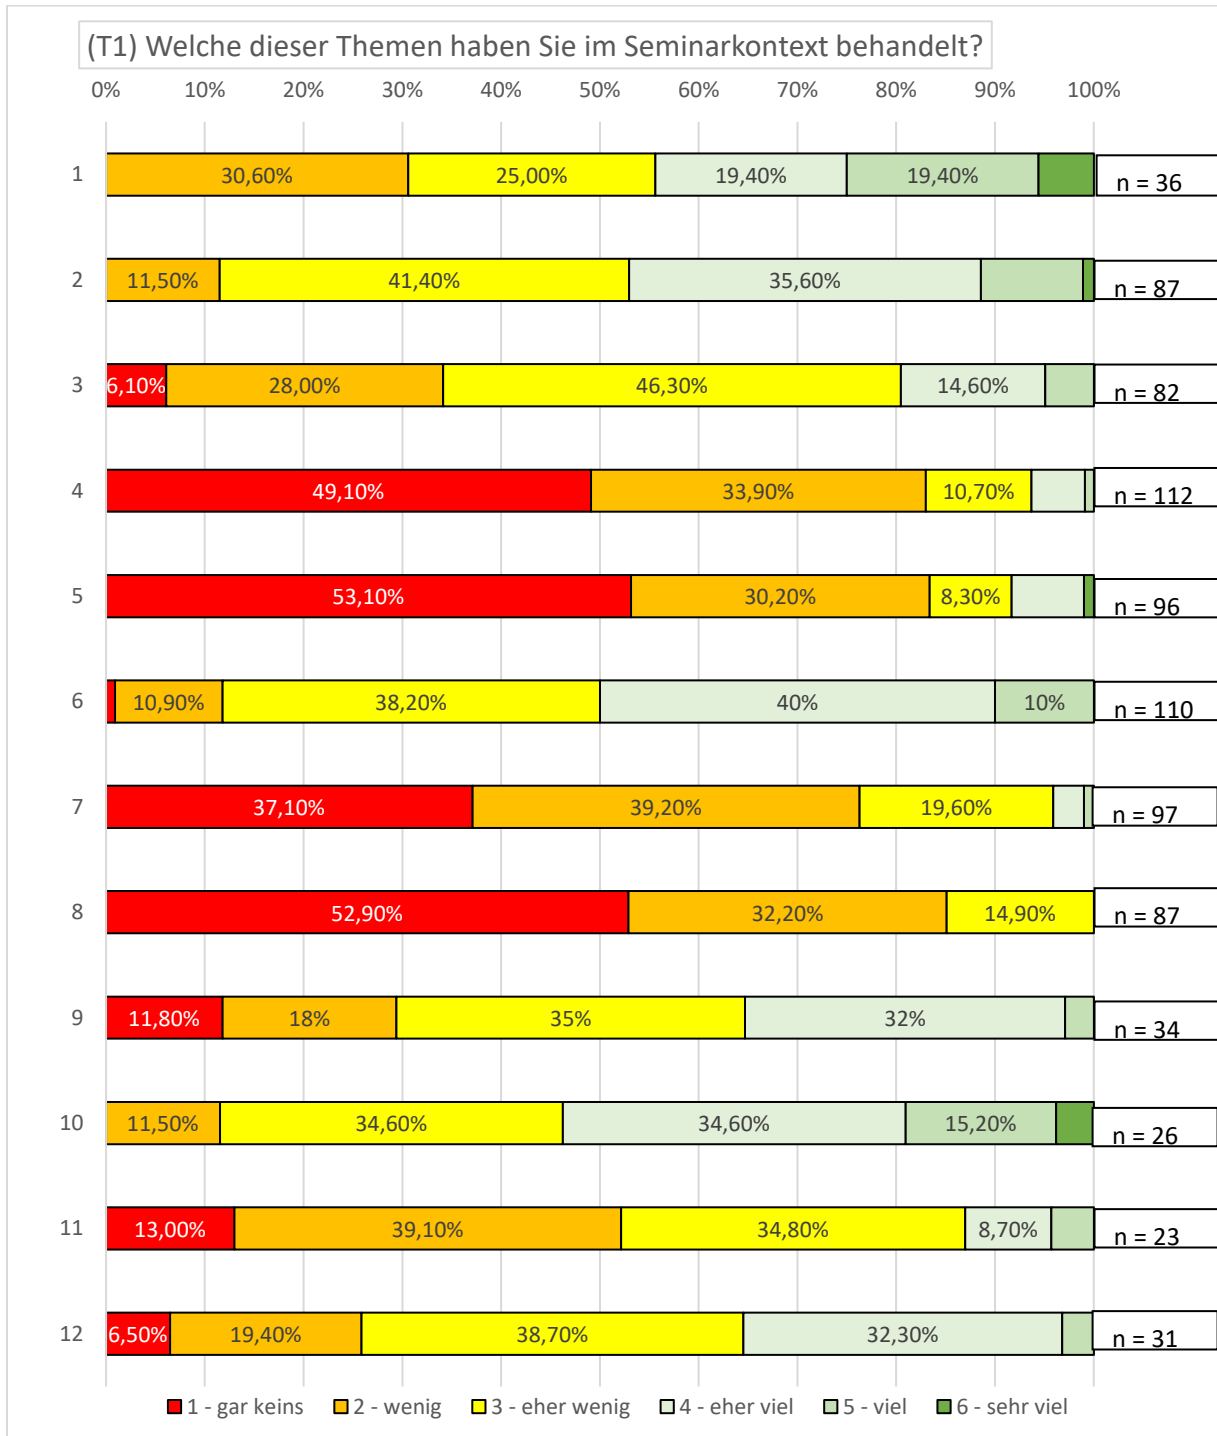 (T1) Welche dieser Themen haben Sie im Seminarkontext behandelt?
0% 10% 20% 30% 40% 50% 60% 70% 80% 90% 100%
1 30,60% 25,00% 19,40% 19,40% n = 36
2 11,50% 41,40% 35,60% n = 87
3 6,10% 28,00% 46,30% 14,60% n = 82
4 49,10% 33,90% 10,70% n = 112
5 53,10% 30,20% 8,30% n = 96
6 10,90% 38,20% 40% 10% n = 110
7 37,10% 39,20% 19,60% n = 97
8 52,90% 32,20% 14,90% n = 87
9 11,80% 18% 35% 32% n = 34
10 11,50% 34,60% 34,60% 15,20% n = 26
11 13,00% 39,10% 34,80% 8,70% n = 23
12 6,50% 19,40% 38,70% 32,30% n = 31
1 - gar keins 2 - wenig 3 - eher wenig 4 - eher viel 5 - viel 6 - sehr viel